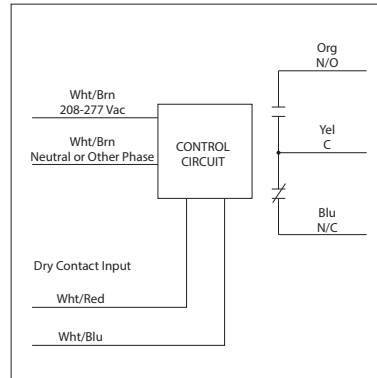 Org
N/O
Wht/Brn
208-277 Vac
Wht/Brn
Neutral or Other Phase
CONTROL
CIRCUIT
Yel
C
Blu
N/C
Dry Contact Input
Wht/Red
Wht/Blu